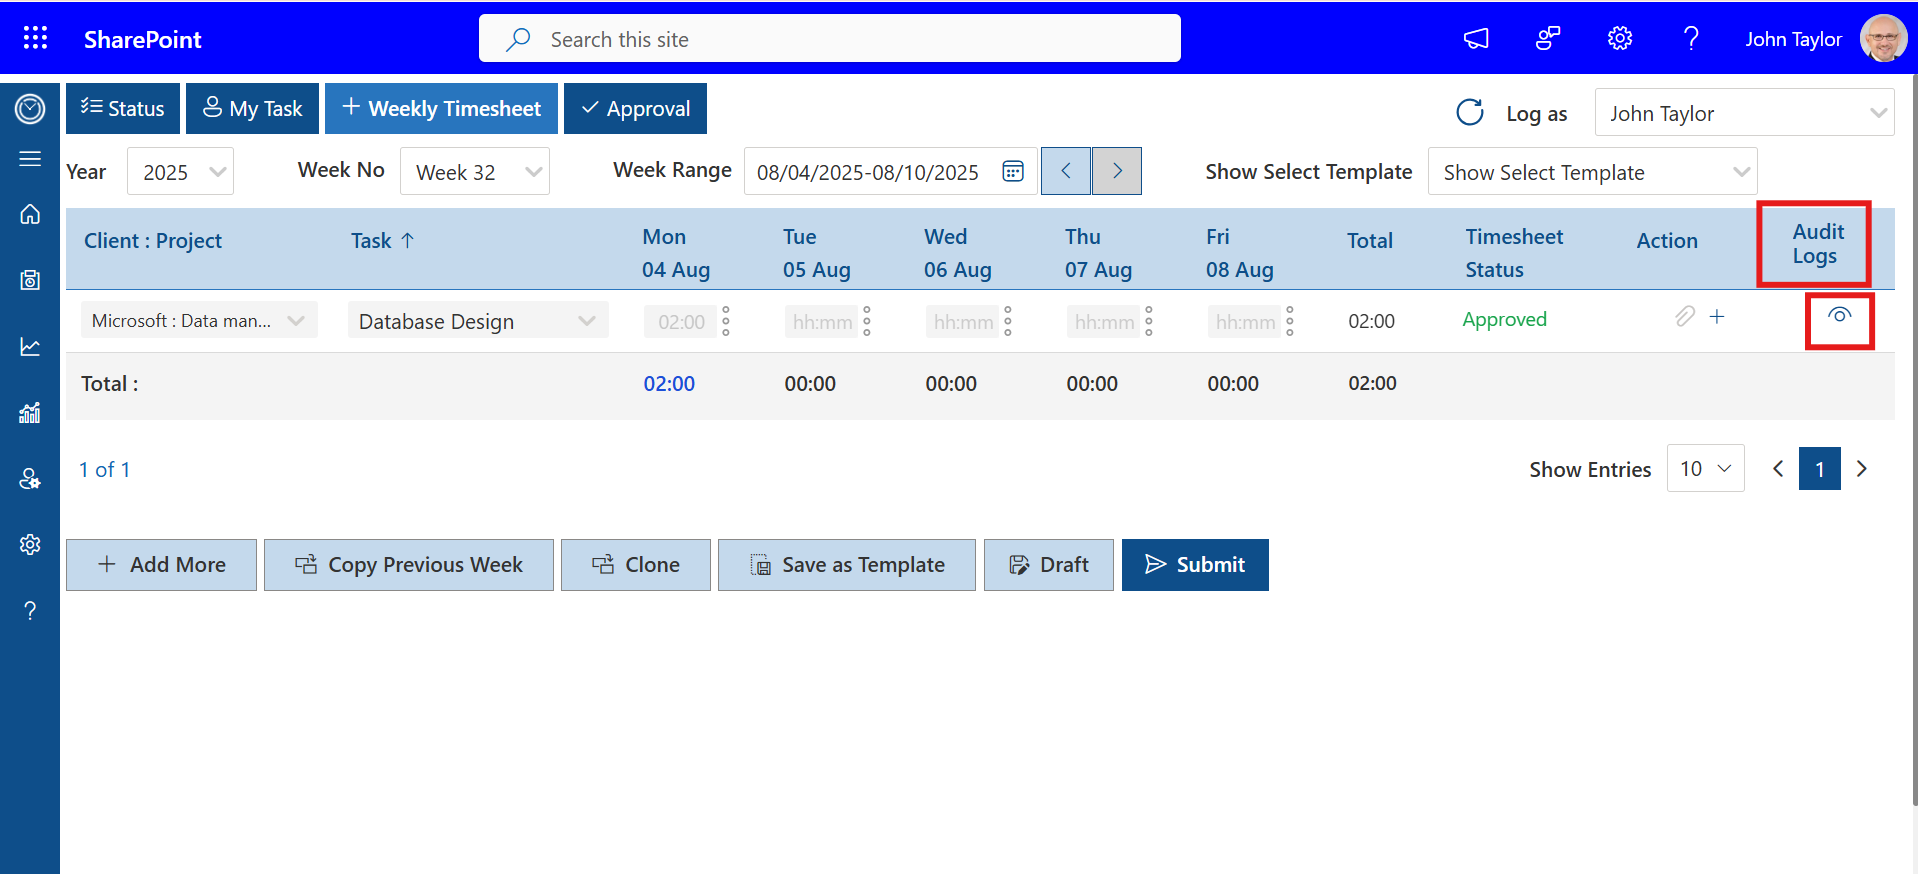 SharePoint
Search this site
John Taylor
Status
My Task
Weekly Timesheet
Approval
Log as
John Taylor
Year
2025
Week No
Week 32
Week Range
08/04/2025-08/10/2025
Show Select Template
Show Select Template
Client : Project
Task ↑
Mon
04 Aug
Tue
05 Aug
Wed
06 Aug
Thu
07 Aug
Fri
08 Aug
Total
Timesheet
Status
Action
Audit
Logs
Microsoft : Data man...
Database Design
02:00
hh:mm
hh:mm
hh:mm
hh:mm
02:00
Approved
Total :
02:00
00:00
00:00
00:00
00:00
02:00
1 of 1
Show Entries
10
1
Add More
Copy Previous Week
Clone
Save as Template
Draft
Submit